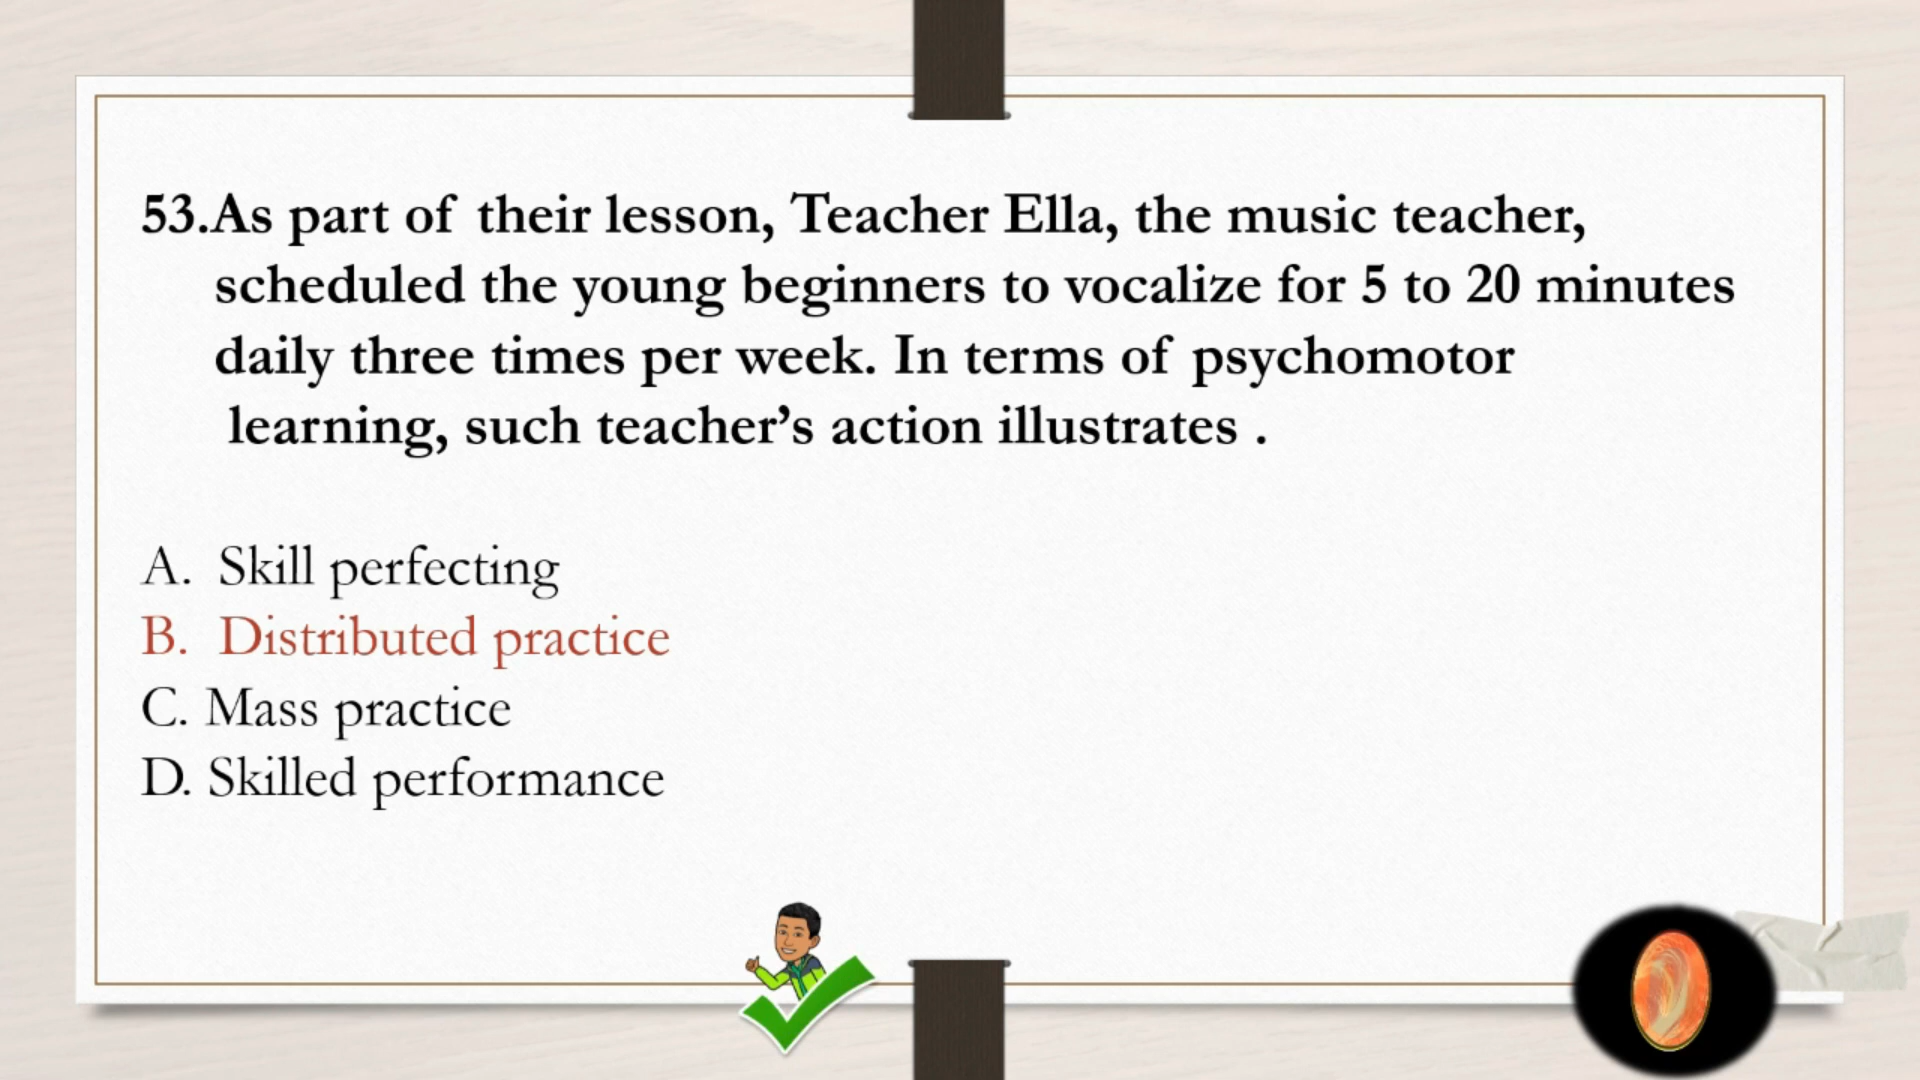 53.As part of their lesson, Teacher Ella, the music teacher,
scheduled the young beginners to vocalize for 5 to 20 minutes
daily three times per week. In terms of psychomotor
learning, such teacher’s action illustrates .
A. Skill perfecting
B. Distributed practice
C. Mass practice
D. Skilled performance